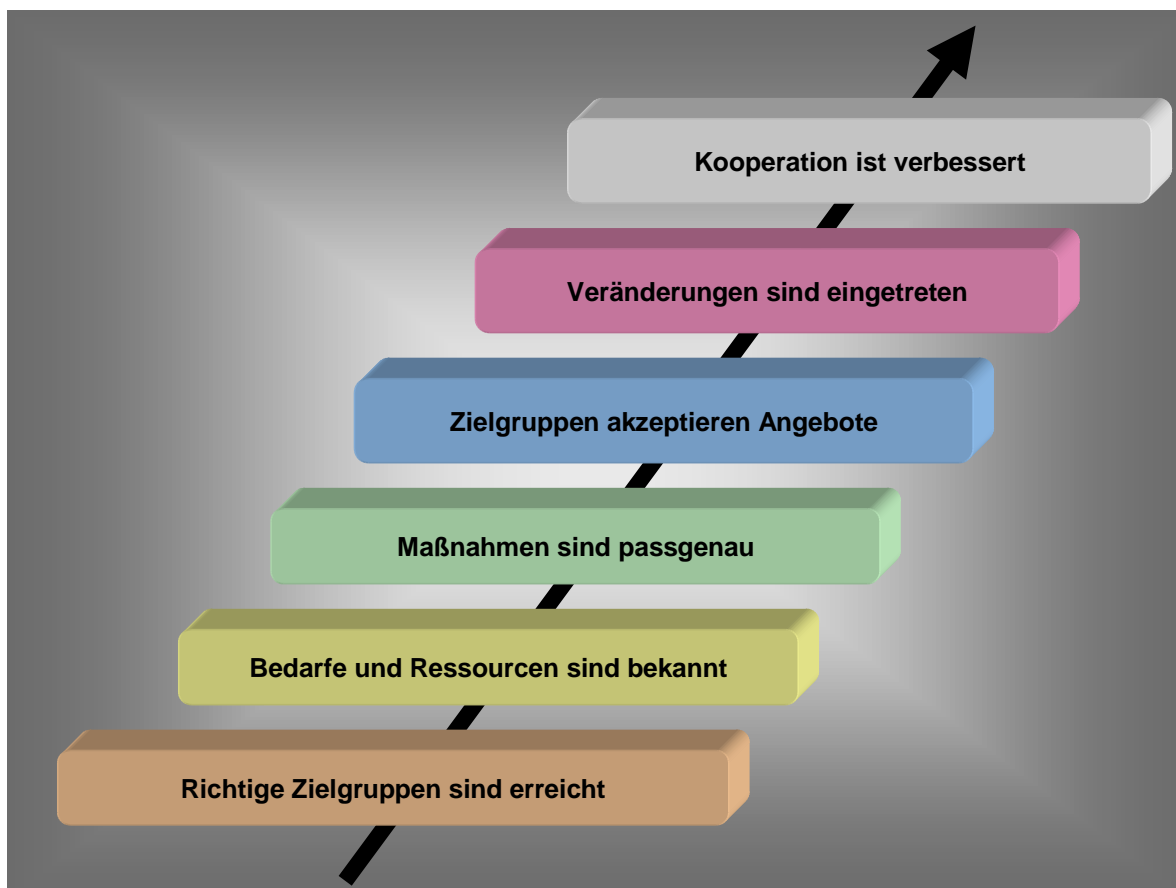 Kooperation ist verbessert
Veränderungen sind eingetreten
Zielgruppen akzeptieren Angebote
Maßnahmen sind passgenau
Bedarfe und Ressourcen sind bekannt
Richtige Zielgruppen sind erreicht